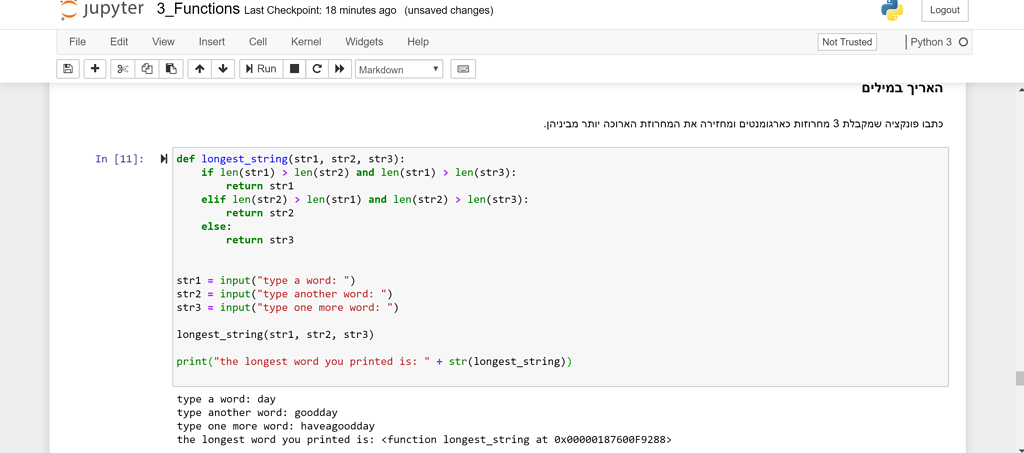 jupyter 3_Functions Last Checkpoint: 18 minutes ago (unsaved changes) Logout
File Edit View Insert Cell Kernel Widgets Help Not Trusted Python 3
Run Markdown
האריך במילים
כתבו פונקציה שמקבלת 3 מחרוזות כארגומנטים ומחזירה את המחרוזת הארוכה יותר מביניהן.
In [11]:
def longest_string(str1, str2, str3):
    if len(str1) > len(str2) and len(str1) > len(str3):
        return str1
    elif len(str2) > len(str1) and len(str2) > len(str3):
        return str2
    else:
        return str3
str1 = input("type a word: ")
str2 = input("type another word: ")
str3 = input("type one more word: ")
longest_string(str1, str2, str3)
print("the longest word you printed is: " + str(longest_string))
type a word: day
type another word: goodday
type one more word: haveagoodday
the longest word you printed is: <function longest_string at 0x00000187600F9288>